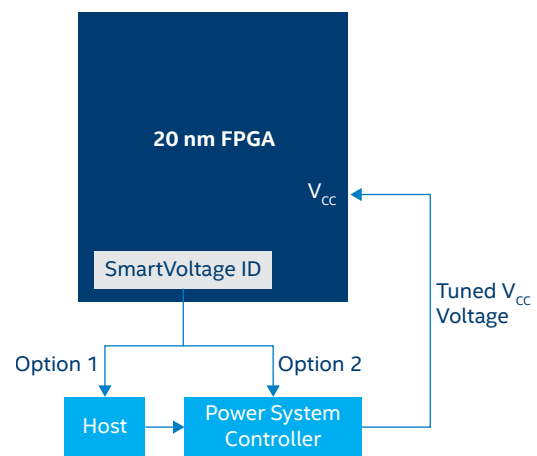 20 nm FPGA
VCC
SmartVoltage ID
Tuned VCC
Voltage
Option 1
Option 2
Host
Power System
Controller